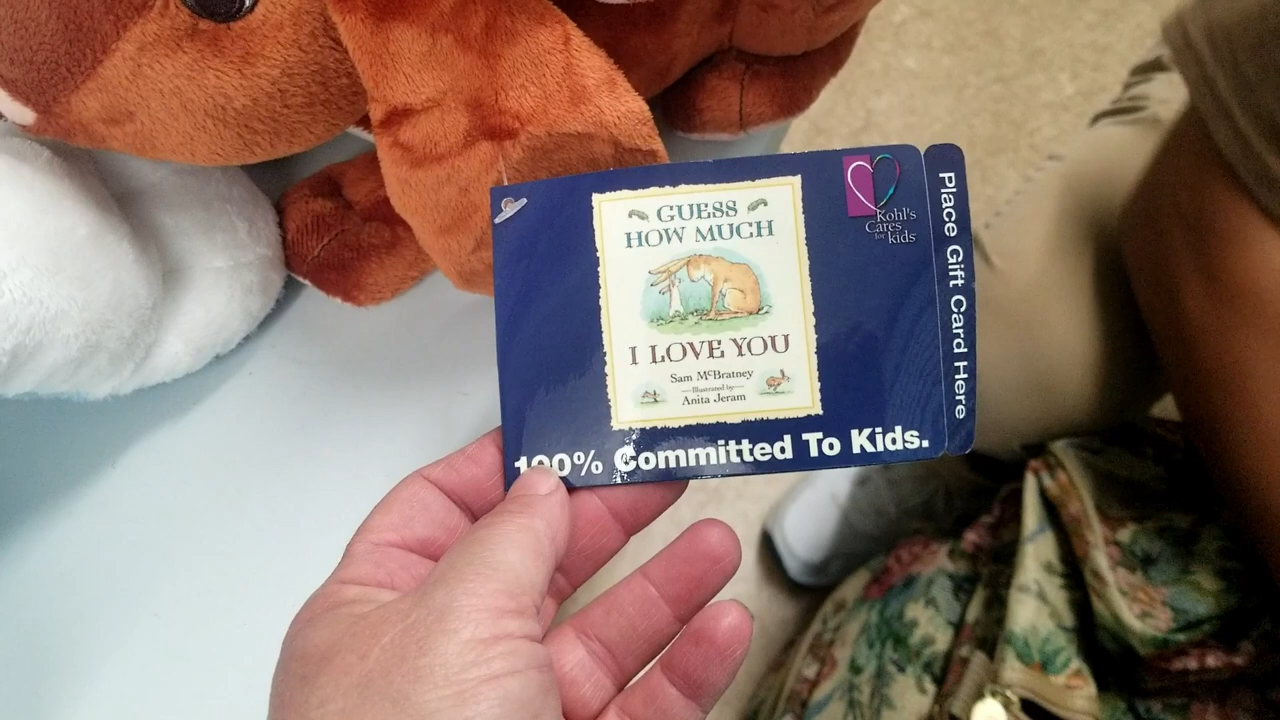 GUESS
HOW MUCH
I LOVE YOU
Sam McBratney
Illustrated by
Anita Jeram
Kohl's
Cares
for kids
Place Gift Card Here
100% Committed To Kids.